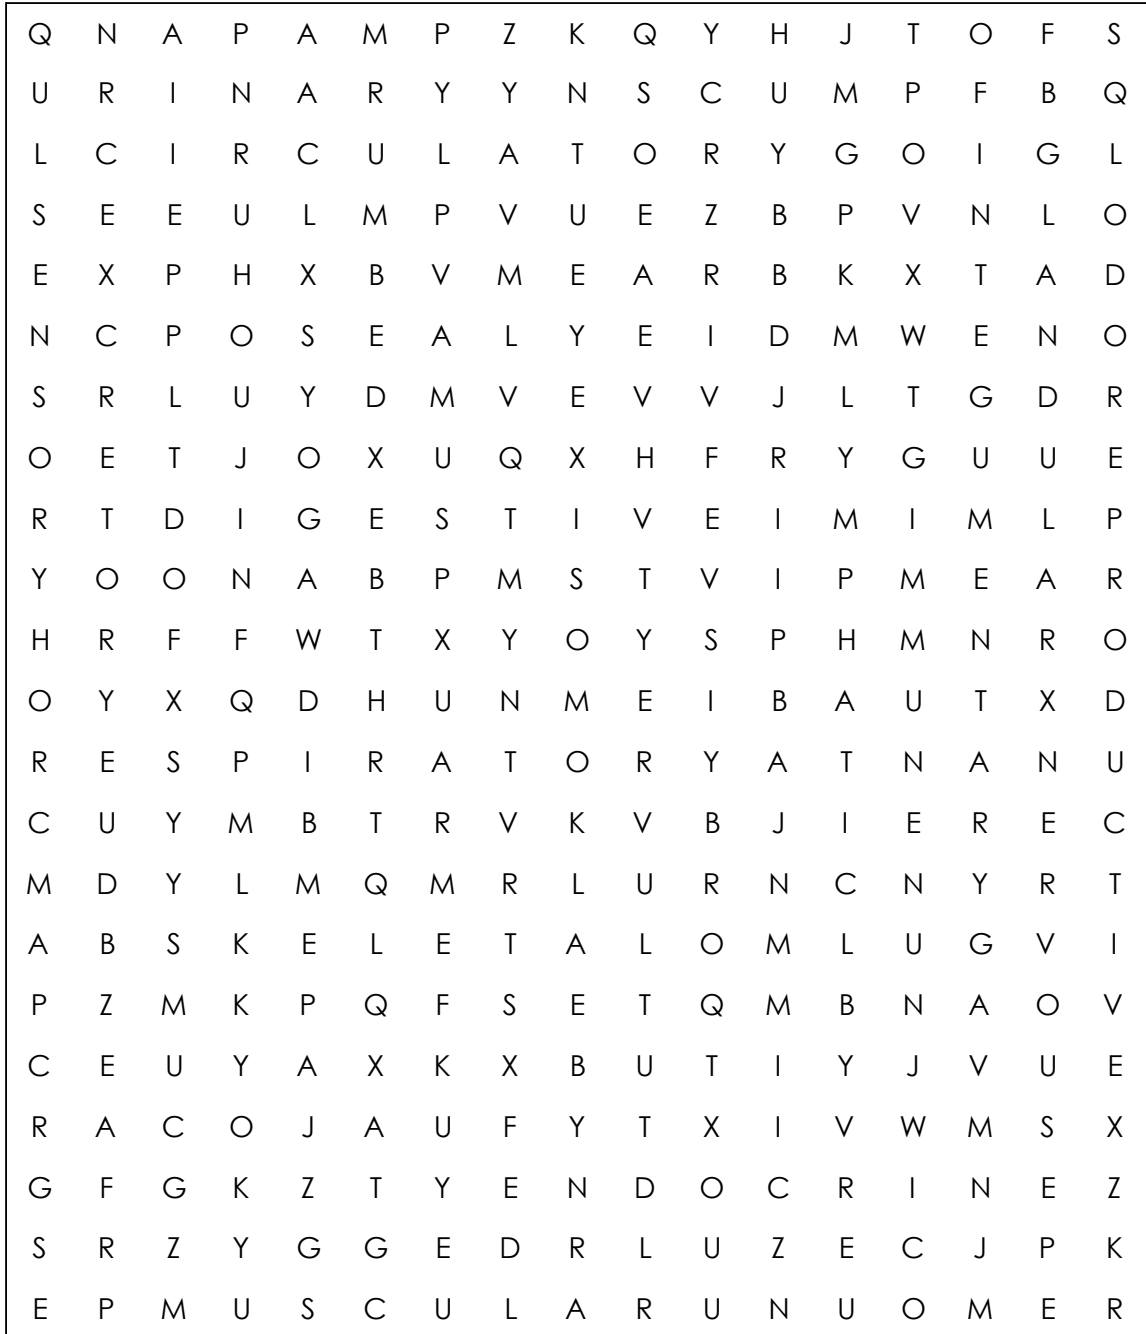 Q N A P A M P Z K Q Y H J T O F S
U R I N A R Y Y N S C U M P F B Q
L C I R C U L A T O R Y G O I G L
S E E U L M P V U E Z B P V N L O
E X P H X B V M E A R B K X T A D
N C P O S E A L Y E I D M W E N O
S R L U Y D M V E V V J L T G D R
O E T J O X U Q X H F R Y G U U E
R T D I G E S T I V E I M I M L P
Y O O N A B P M S T V I P M E A R
H R F F W T X Y O Y S P H M N R O
O Y X Q D H U N M E I B A U T X D
R E S P I R A T O R Y A T N A N U
C U Y M B T R V K V B J I E R E C
M D Y L M Q M R L U R N C N Y R T
A B S K E L E T A L O M L U G V I
P Z M K P Q F S E T Q M B N A O V
C E U Y A X K X B U T I Y J V U E
R A C O J A U F Y T X I V W M S X
G F G K Z T Y E N D O C R I N E Z
S R Z Y G G E D R L U Z E C J P K
E P M U S C U L A R U N U O M E R